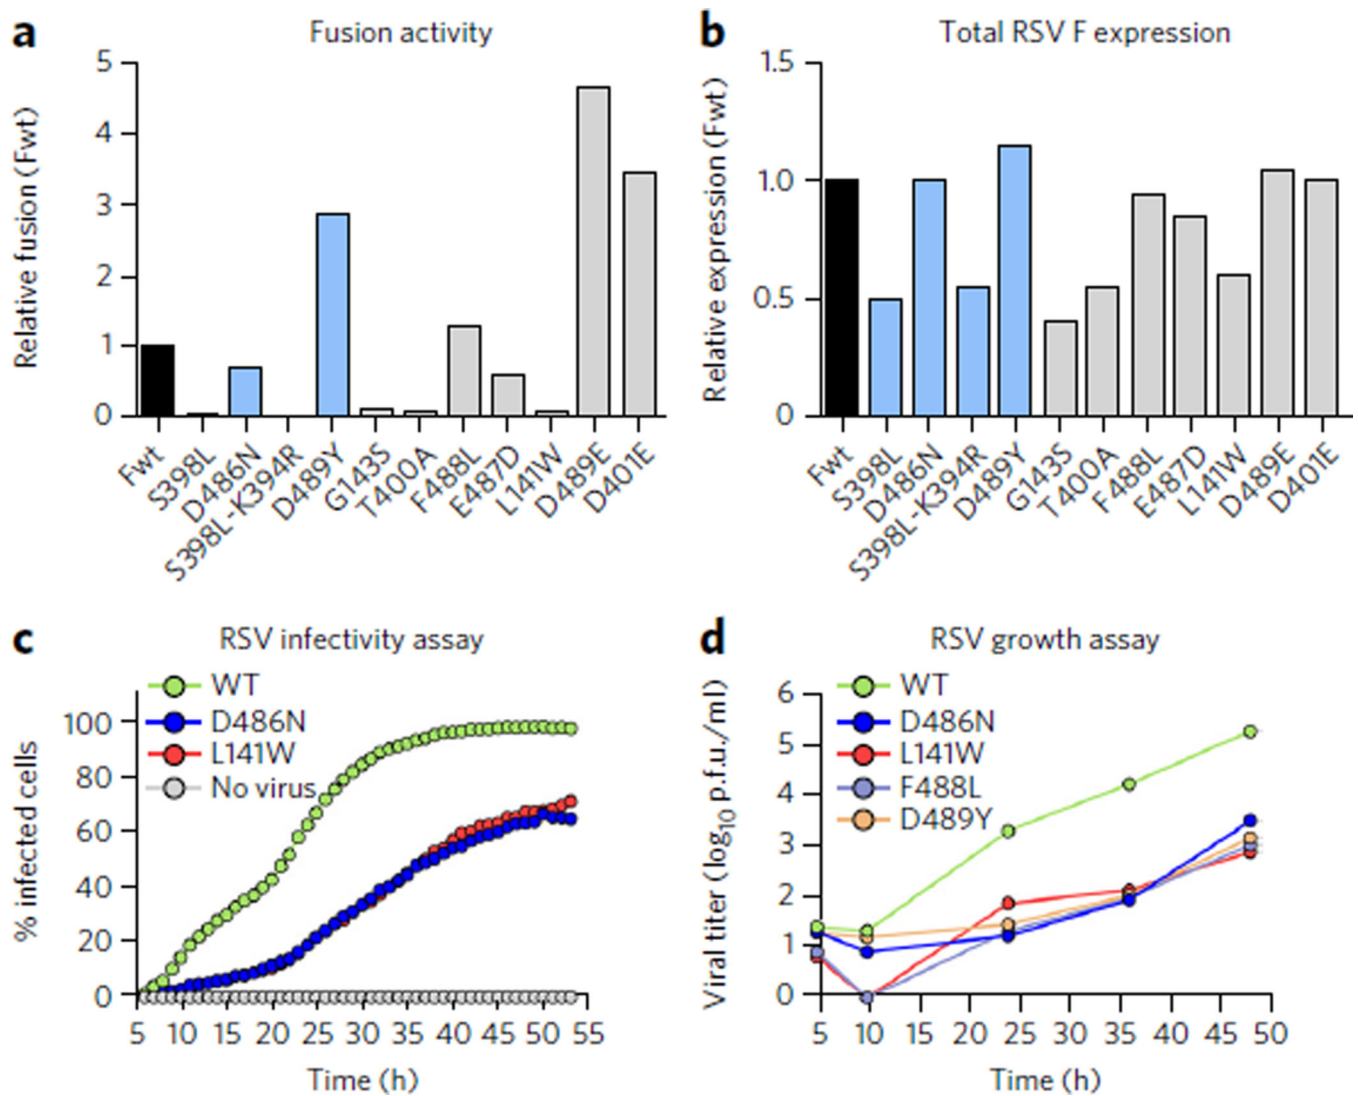 a
Fusion activity
Relative fusion (Fwt)
5
4
3
2
1
0
Fwt
S398L
D486N
S398L-K394R
D489Y
G143S
T400A
F488L
E487D
L141W
D489E
D401E
b
Total RSV F expression
Relative expression (Fwt)
1.5
1.0
0.5
0
Fwt
S398L
D486N
S398L-K394R
D489Y
G143S
T400A
F488L
E487D
L141W
D489E
D401E
c
RSV infectivity assay
WT
D486N
L141W
No virus
% infected cells
100
80
60
40
20
0
5 10 15 20 25 30 35 40 45 50 55
Time (h)
d
RSV growth assay
WT
D486N
L141W
F488L
D489Y
Viral titer (log₁₀ p.f.u./ml)
6
5
4
3
2
1
0
5 10 15 20 25 30 35 40 45 50
Time (h)